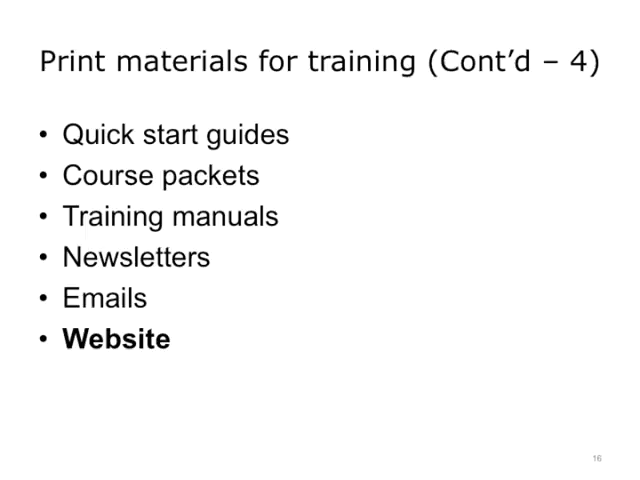 Print materials for training (Cont’d – 4)
• Quick start guides
• Course packets
• Training manuals
• Newsletters
• Emails
• Website
16